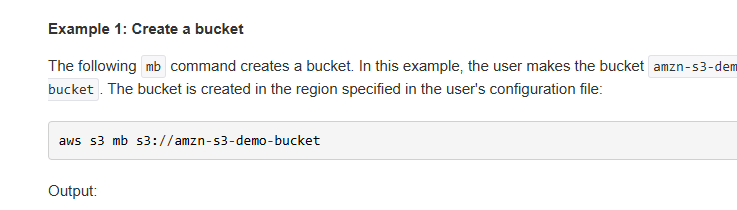 Example 1: Create a bucket
The following mb command creates a bucket. In this example, the user makes the bucket amzn-s3-dem
bucket . The bucket is created in the region specified in the user's configuration file:
aws s3 mb s3://amzn-s3-demo-bucket
Output: